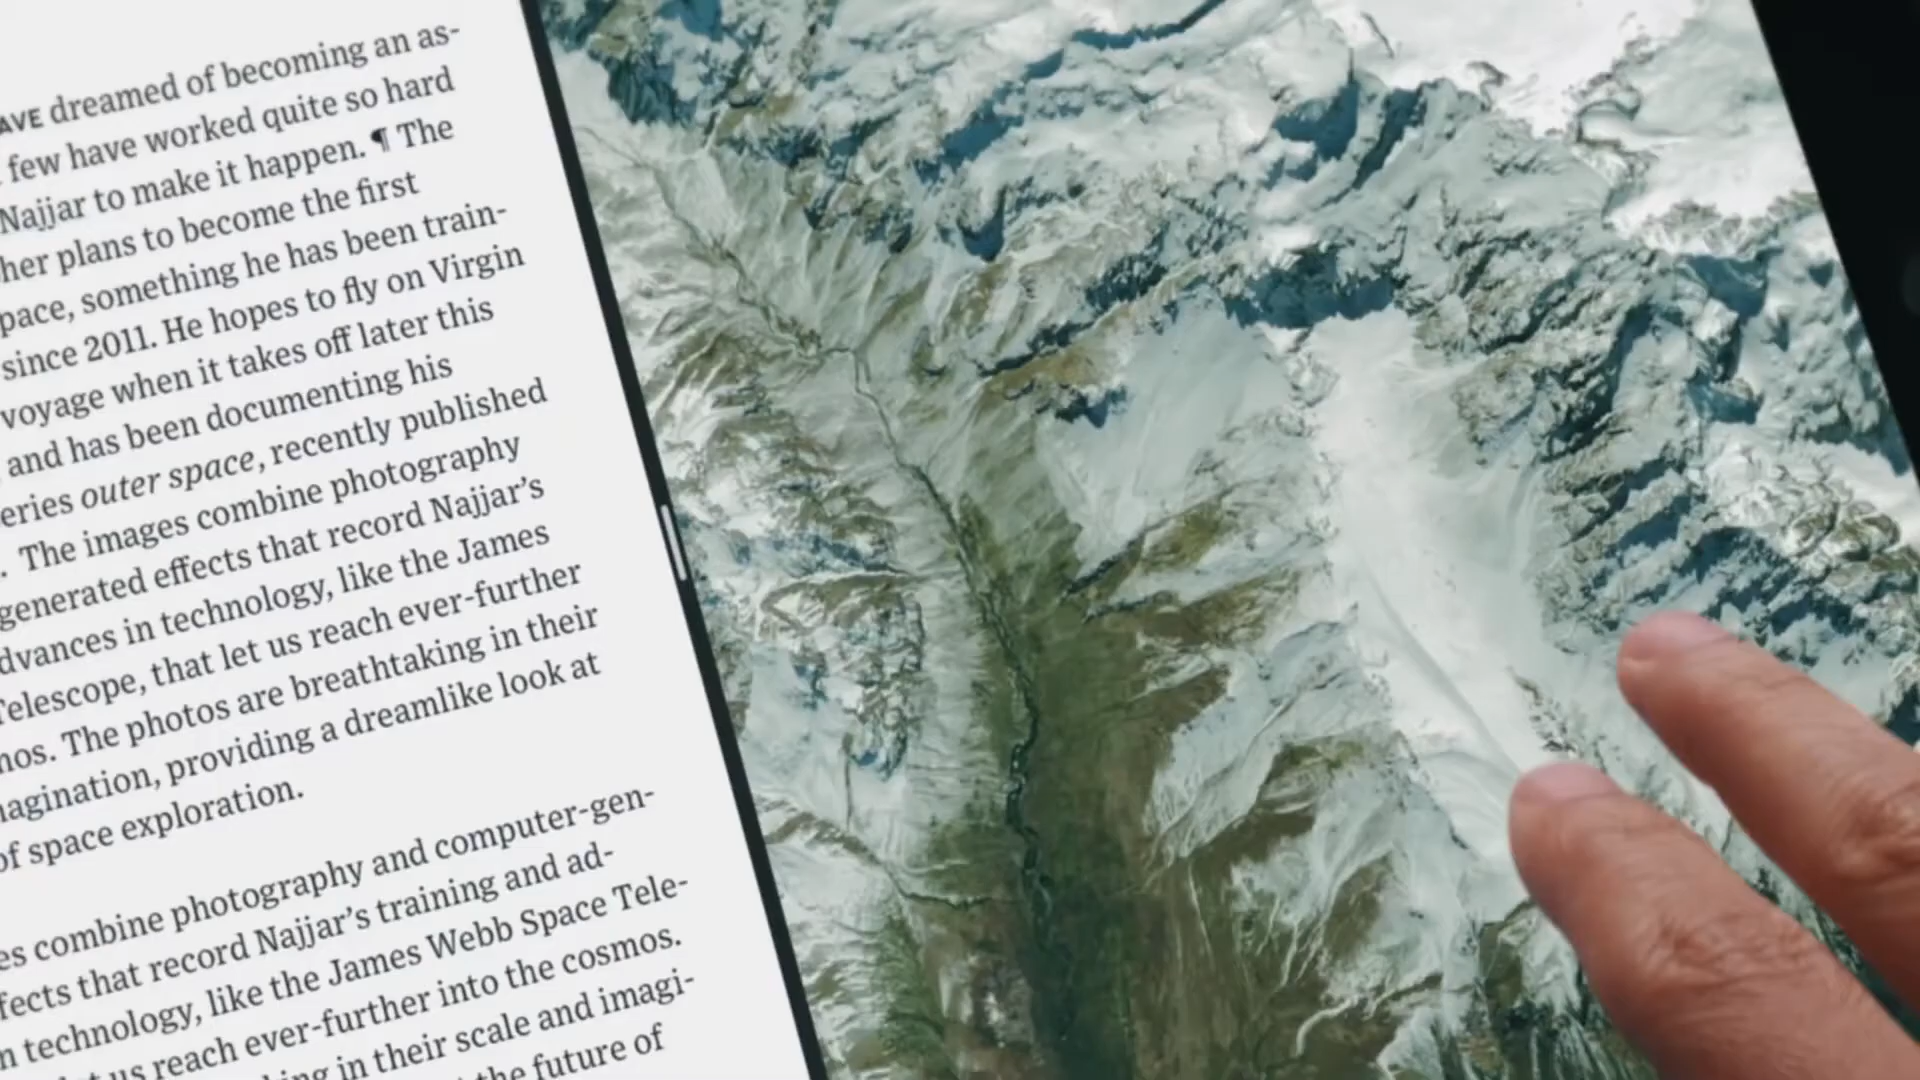 AVE dreamed of becoming an as-
few have worked quite so hard
Najjar to make it happen. ¶ The
her plans to become the first
pace, something he has been train-
since 2011. He hopes to fly on Virgin
voyage when it takes off later this
, and has been documenting his
eries outer space, recently published
. The images combine photography
generated effects that record Najjar’s
dvances in technology, like the James
Telescope, that let us reach ever-further
mos. The photos are breathtaking in their
magination, providing a dreamlike look at
of space exploration.
es combine photography and computer-gen-
fects that record Najjar’s training and ad-
n technology, like the James Webb Space Tele-
us reach ever-further into the cosmos.
king in their scale and imagi-
the future of